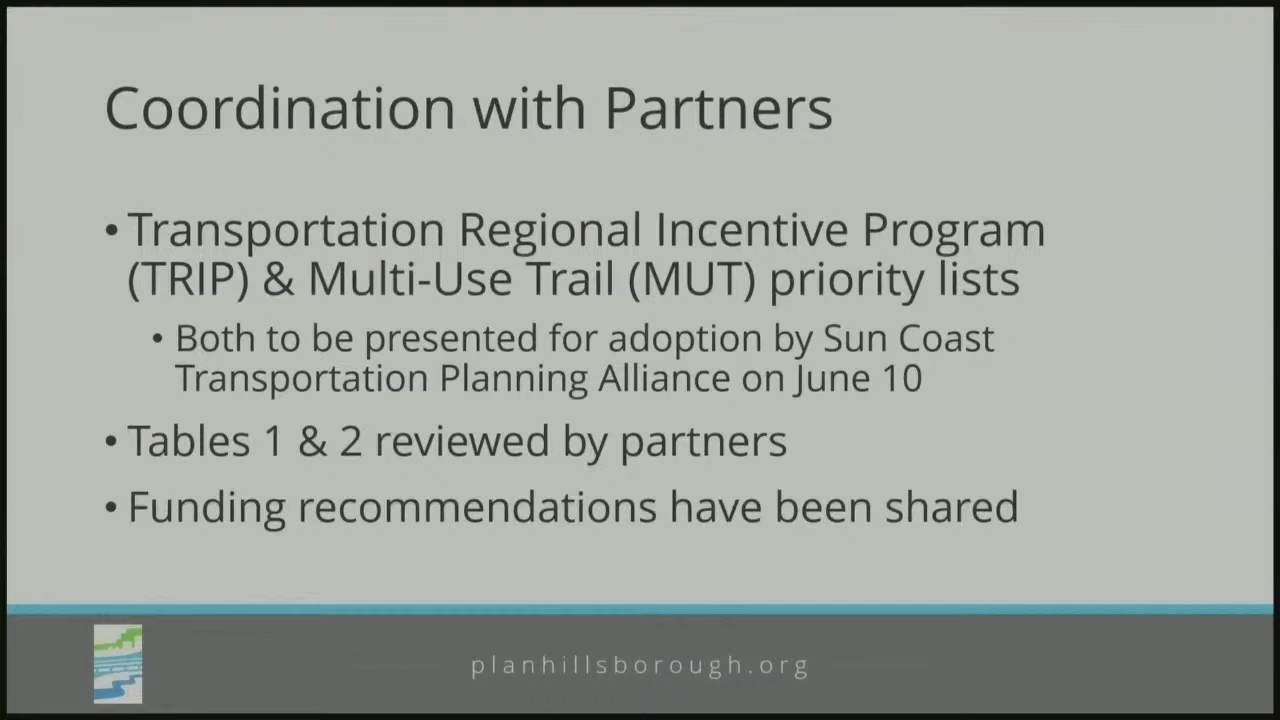 Coordination with Partners
• Transportation Regional Incentive Program
(TRIP) & Multi-Use Trail (MUT) priority lists
• Both to be presented for adoption by Sun Coast
Transportation Planning Alliance on June 10
• Tables 1 & 2 reviewed by partners
• Funding recommendations have been shared
planhillsborough.org